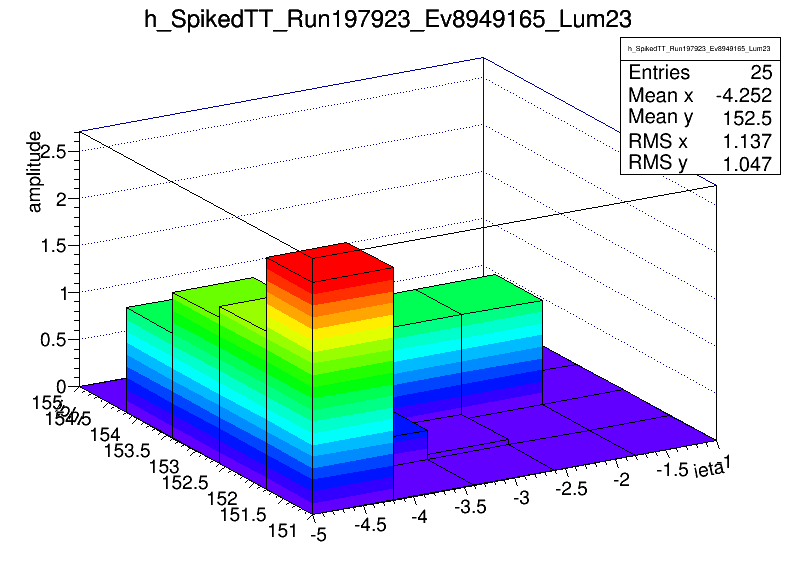 h_SpikedTT_Run197923_Ev8949165_Lum23
h_SpikedTT_Run197923_Ev8949165_Lum23
Entries 25
Mean x -4.252
Mean y 152.5
RMS x 1.137
RMS y 1.047
amplitude
2.5
2
1.5
1
0.5
0
155
154.5
154
153.5
153
152.5
152
151.5
151
-5
-4.5
-4
-3.5
-3
-2.5
-2
-1.5
-1
ieta